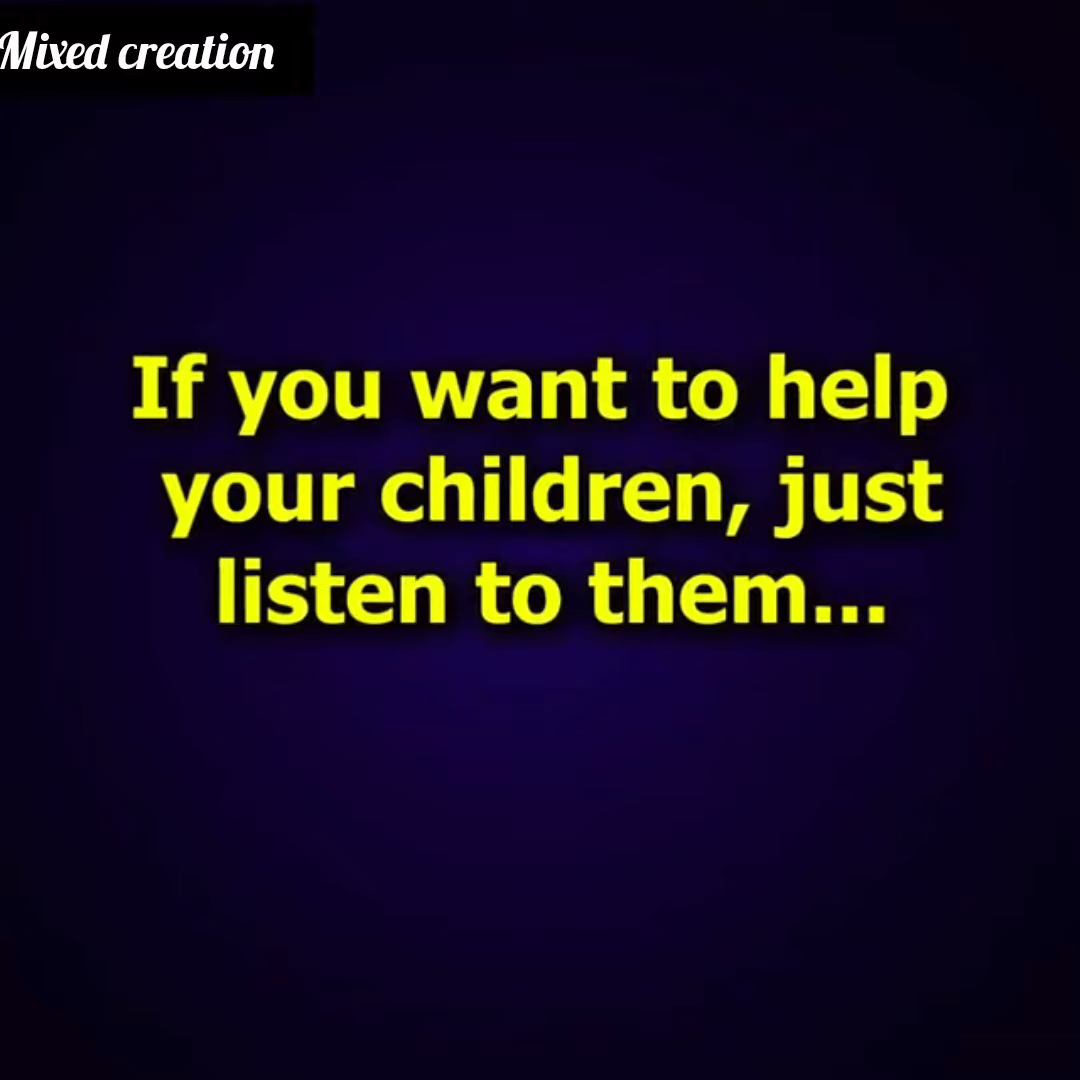 Mixed creation
If you want to help
your children, just
listen to them...